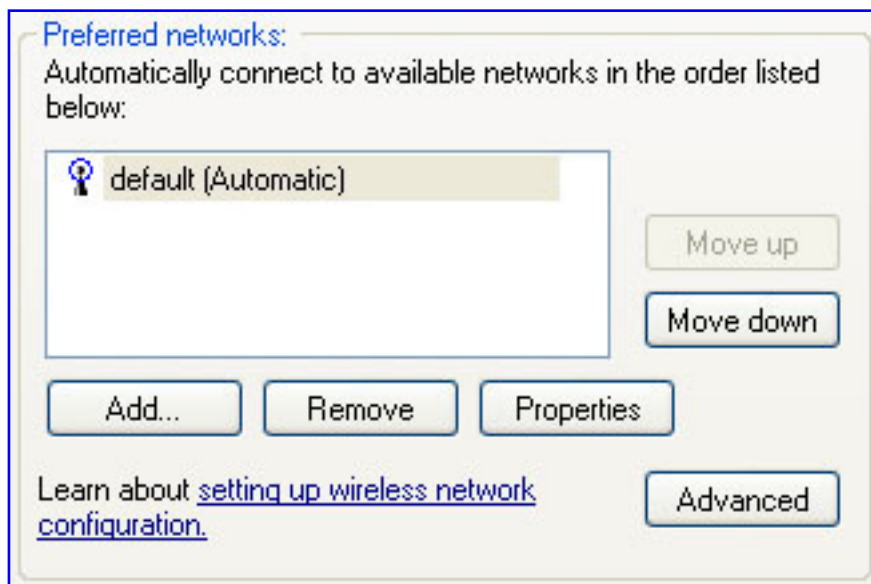 Preferred networks:
Automatically connect to available networks in the order listed
below:
default (Automatic)
Move up
Move down
Add...
Remove
Properties
Learn about setting up wireless network
configuration.
Advanced